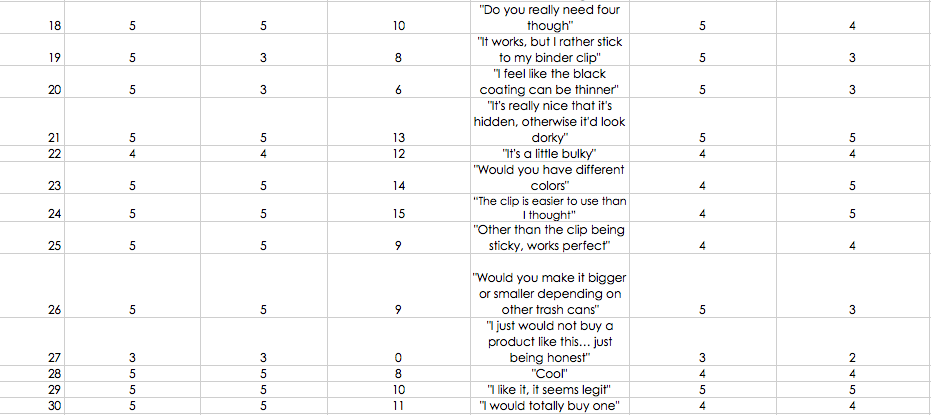 "Do you really need four
18 5 5 10 though" 5 4
"It works, but I rather stick
19 5 3 8 to my binder clip" 5 3
"I feel like the black
20 5 3 6 coating can be thinner" 5 3
"It's really nice that it's
hidden, otherwise it'd look
21 5 5 13 dorky" 5 5
22 4 4 12 "It's a little bulky" 4 4
"Would you have different
23 5 5 14 colors" 4 5
"The clip is easier to use than
24 5 5 15 I thought" 4 5
"Other than the clip being
25 5 5 9 sticky, works perfect" 4 4
"Would you make it bigger
or smaller depending on
26 5 5 9 other trash cans" 5 3
"I just would not buy a
product like this... just
27 3 3 0 being honest" 3 2
28 5 5 8 "Cool" 4 4
29 5 5 10 "I like it, it seems legit" 5 5
30 5 5 11 "I would totally buy one" 4 4